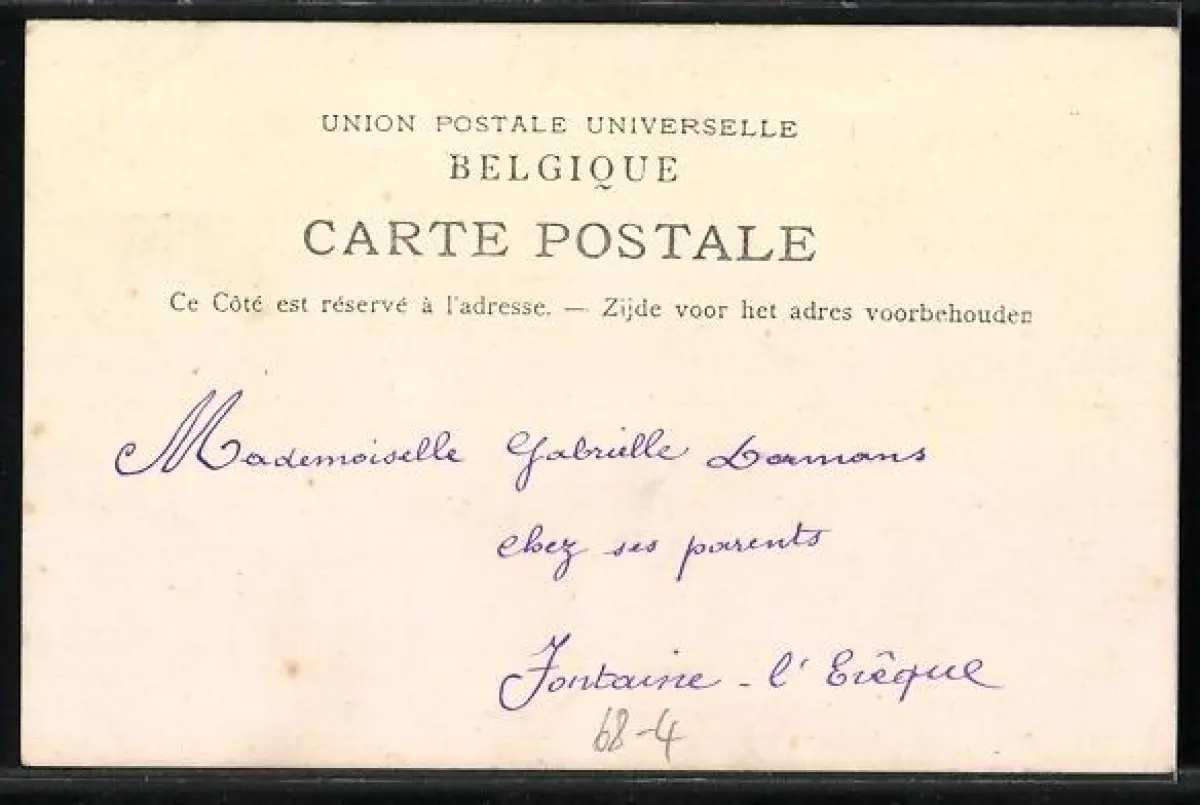 UNION POSTALE UNIVERSELLE
BELGIQUE
CARTE POSTALE
Ce Côté est réservé à l'adresse. — Zijde voor het adres voorbehouden
Mademoiselle Gabrielle Dormans
chez ses parents
Fontaine-l'Evêque
68-4